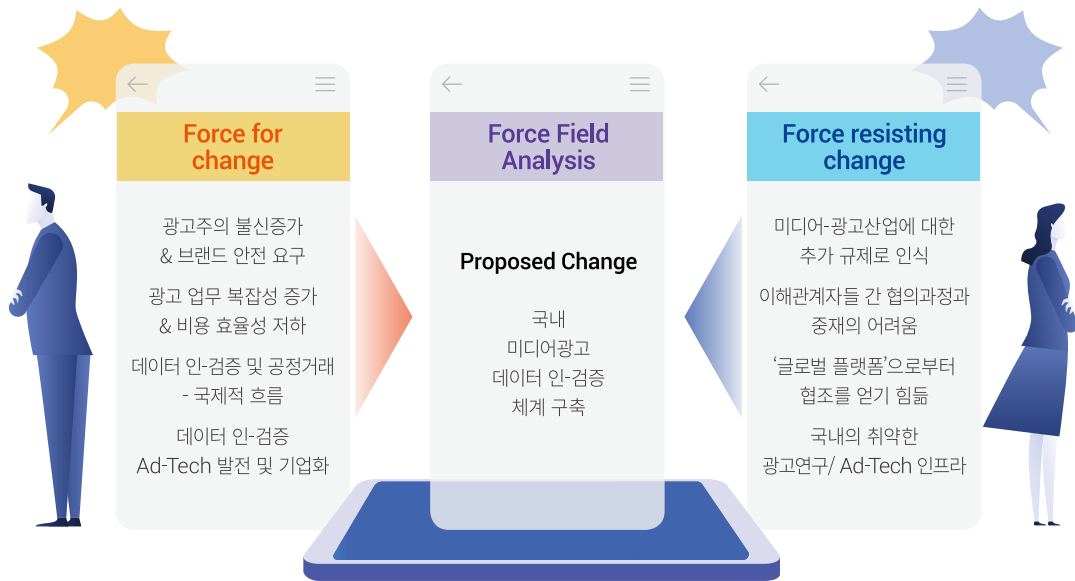 Force for
change
광고주의 불신증가
& 브랜드 안전 요구
광고 업무 복잡성 증가
& 비용 효율성 저하
데이터 인-검증 및 공정거래
- 국제적 흐름
데이터 인-검증
Ad-Tech 발전 및 기업화
Force Field
Analysis
Proposed Change
국내
미디어광고
데이터 인-검증
체계 구축
Force resisting
change
미디어-광고산업에 대한
추가 규제로 인식
이해관계자들 간 협의과정과
중재의 어려움
‘글로벌 플랫폼’으로부터
협조를 얻기 힘듦
국내의 취약한
광고연구/ Ad-Tech 인프라